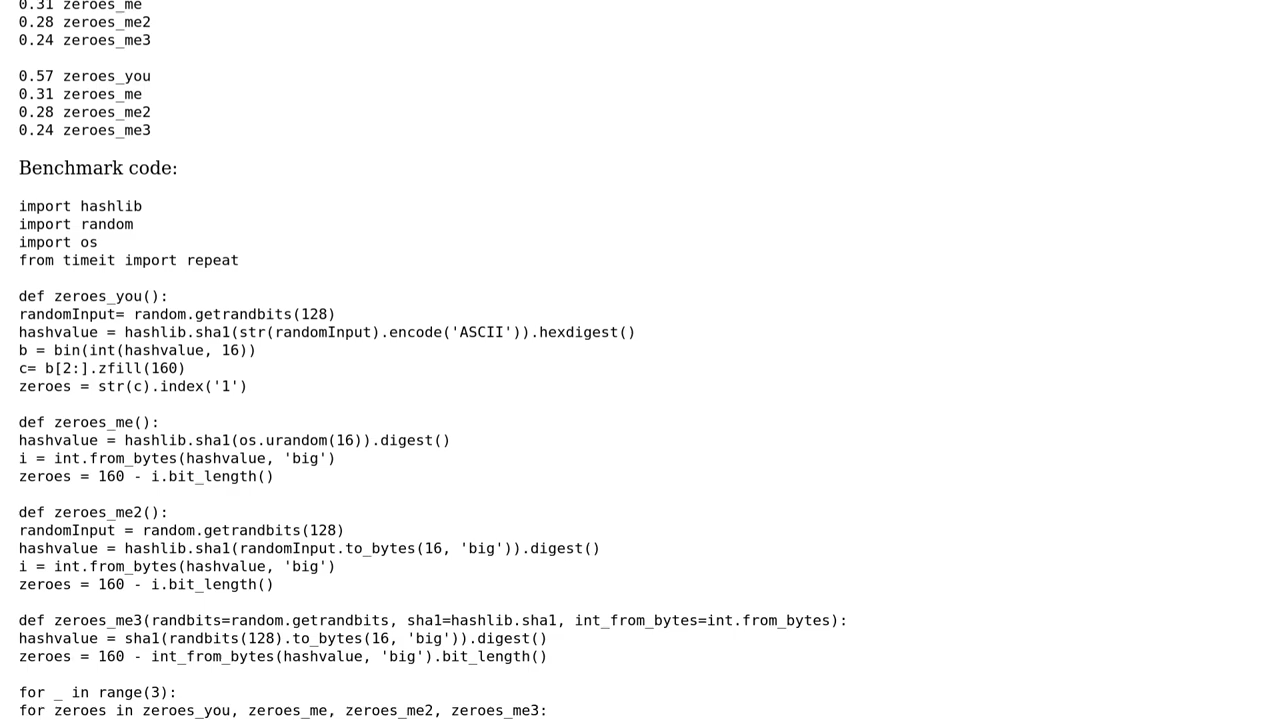 0.31 zeroes_me
0.28 zeroes_me2
0.24 zeroes_me3
0.57 zeroes_you
0.31 zeroes_me
0.28 zeroes_me2
0.24 zeroes_me3
Benchmark code:
import hashlib
import random
import os
from timeit import repeat
def zeroes_you():
randomInput= random.getrandbits(128)
hashvalue = hashlib.sha1(str(randomInput).encode('ASCII')).hexdigest()
b = bin(int(hashvalue, 16))
c= b[2:].zfill(160)
zeroes = str(c).index('1')
def zeroes_me():
hashvalue = hashlib.sha1(os.urandom(16)).digest()
i = int.from_bytes(hashvalue, 'big')
zeroes = 160 - i.bit_length()
def zeroes_me2():
randomInput = random.getrandbits(128)
hashvalue = hashlib.sha1(randomInput.to_bytes(16, 'big')).digest()
i = int.from_bytes(hashvalue, 'big')
zeroes = 160 - i.bit_length()
def zeroes_me3(randbits=random.getrandbits, sha1=hashlib.sha1, int_from_bytes=int.from_bytes):
hashvalue = sha1(randbits(128).to_bytes(16, 'big')).digest()
zeroes = 160 - int_from_bytes(hashvalue, 'big').bit_length()
for _ in range(3):
for zeroes in zeroes_you, zeroes_me, zeroes_me2, zeroes_me3: